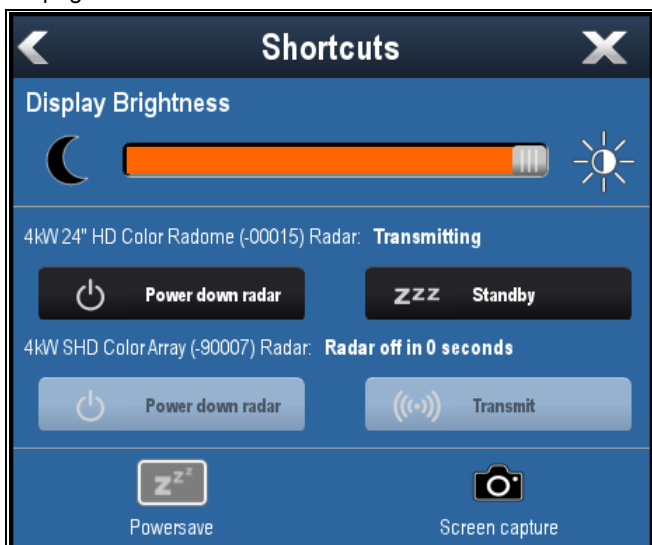 Shortcuts
Display Brightness
4kW 24" HD Color Radome (-00015) Radar: Transmitting
Power down radar
zzz Standby
4kW SHD Color Array (-90007) Radar: Radar off in 0 seconds
Power down radar
Transmit
zzz
Powersave
Screen capture